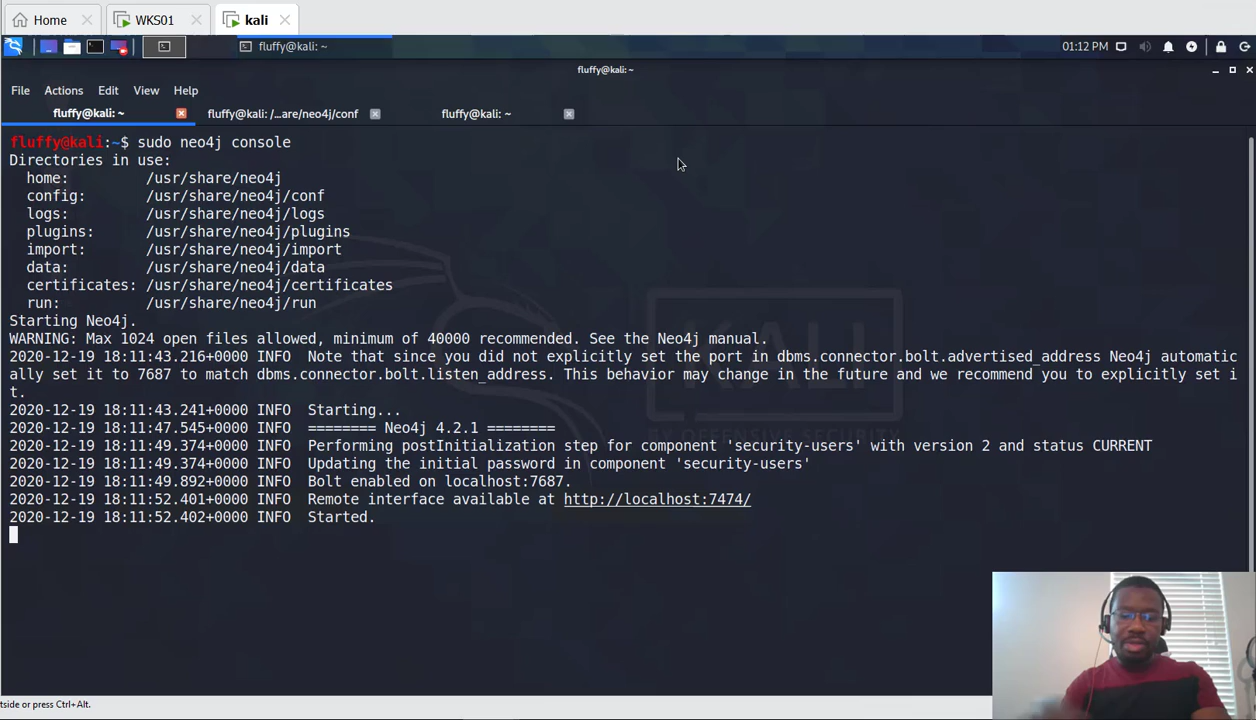 Home
WKS01
kali
fluffy@kali: ~
01:12 PM
fluffy@kali:~
File Actions Edit View Help
fluffy@kali: ~
fluffy@kali: /...are/neo4j/conf
fluffy@kali: ~
fluffy@kali:~$ sudo neo4j console
Directories in use:
home: /usr/share/neo4j
config: /usr/share/neo4j/conf
logs: /usr/share/neo4j/logs
plugins: /usr/share/neo4j/plugins
import: /usr/share/neo4j/import
data: /usr/share/neo4j/data
certificates: /usr/share/neo4j/certificates
run: /usr/share/neo4j/run
Starting Neo4j.
WARNING: Max 1024 open files allowed, minimum of 40000 recommended. See the Neo4j manual.
2020-12-19 18:11:43.216+0000 INFO Note that since you did not explicitly set the port in dbms.connector.bolt.advertised_address Neo4j automatic
ally set it to 7687 to match dbms.connector.bolt.listen_address. This behavior may change in the future and we recommend you to explicitly set i
t.
2020-12-19 18:11:43.241+0000 INFO Starting...
2020-12-19 18:11:47.545+0000 INFO ======== Neo4j 4.2.1 ========
2020-12-19 18:11:49.374+0000 INFO Performing postInitialization step for component 'security-users' with version 2 and status CURRENT
2020-12-19 18:11:49.374+0000 INFO Updating the initial password in component 'security-users'
2020-12-19 18:11:49.892+0000 INFO Bolt enabled on localhost:7687.
2020-12-19 18:11:52.401+0000 INFO Remote interface available at http://localhost:7474/
2020-12-19 18:11:52.402+0000 INFO Started.
KALI
BY OFFENSIVE SECURITY
tside or press Ctrl+Alt.